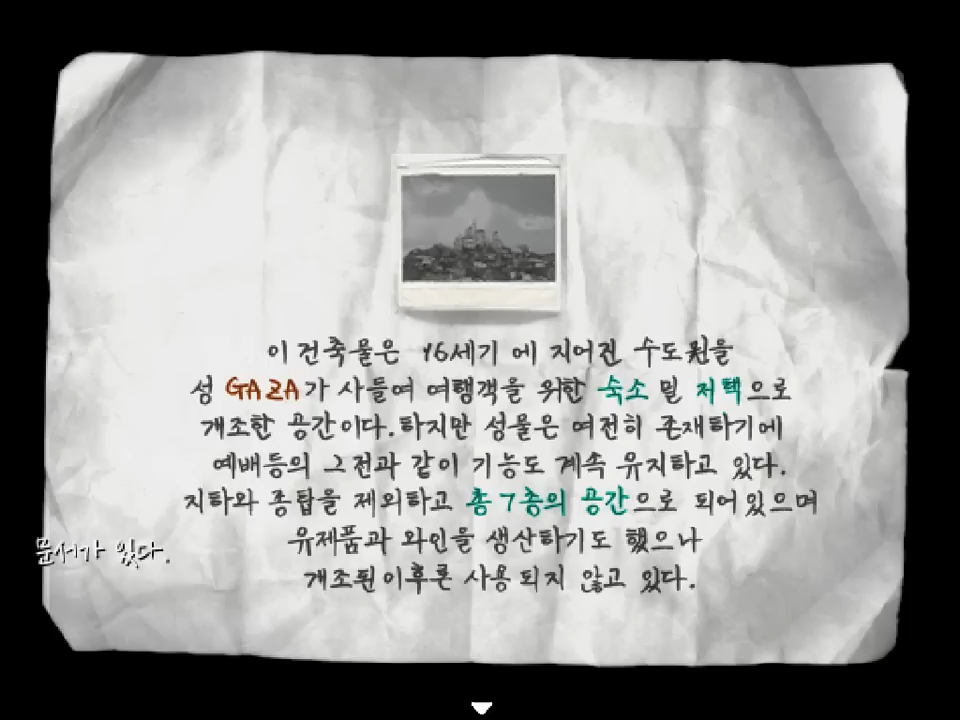 이 건축물은 16세기 에 지어진 수도원을
성 GAZA가 사들여 여행객을 위한 숙소 밑 저택으로
개조한 공간이다. 하지만 성물은 여전히 존재하기에
예배등의 그전과 같이 기능도 계속 유지하고 있다.
지하와 종탑을 제외하고 총 7층의 공간으로 되어있으며
유제품과 와인을 생산하기도 했으나
개조된이후론 사용되지 않고 있다.
문서가 있다.